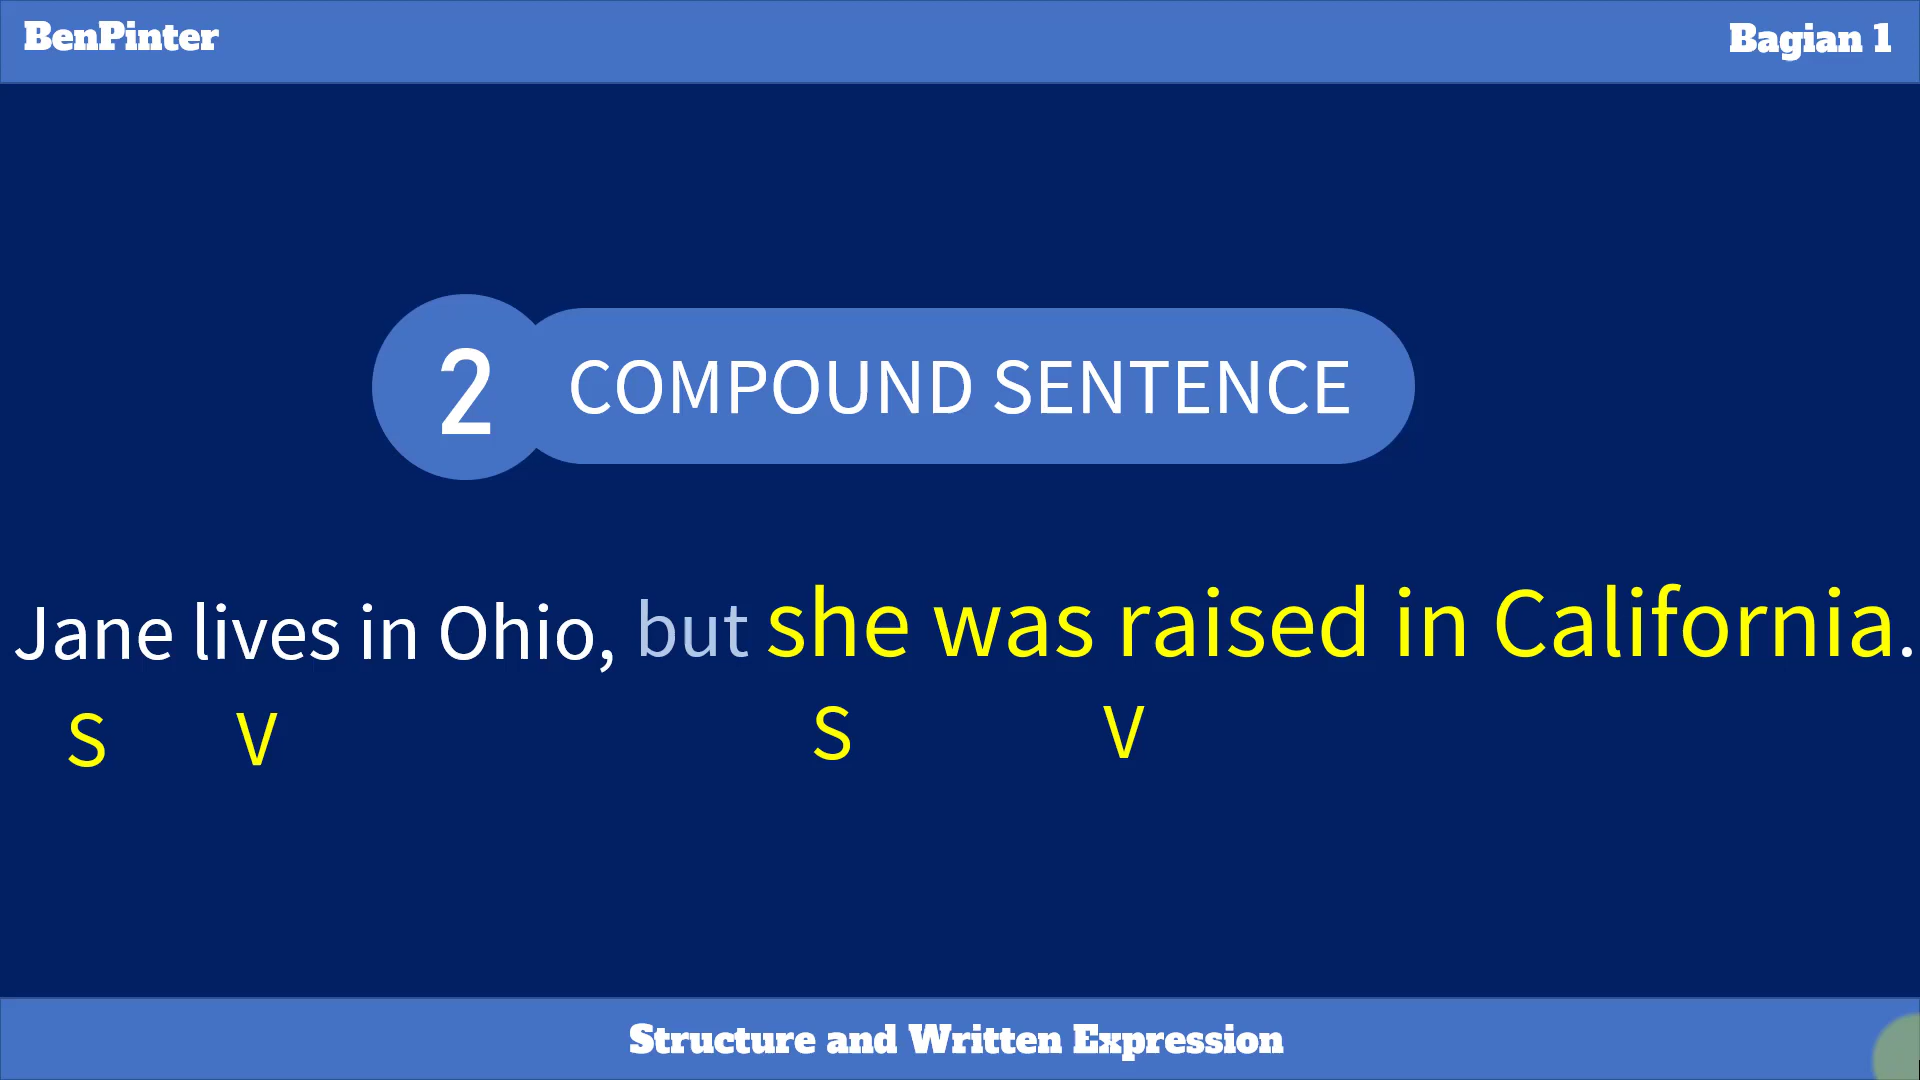 BenPinter
Bagian 1
2
COMPOUND SENTENCE
Jane lives in Ohio, but she was raised in California.
S V S V
Structure and Written Expression